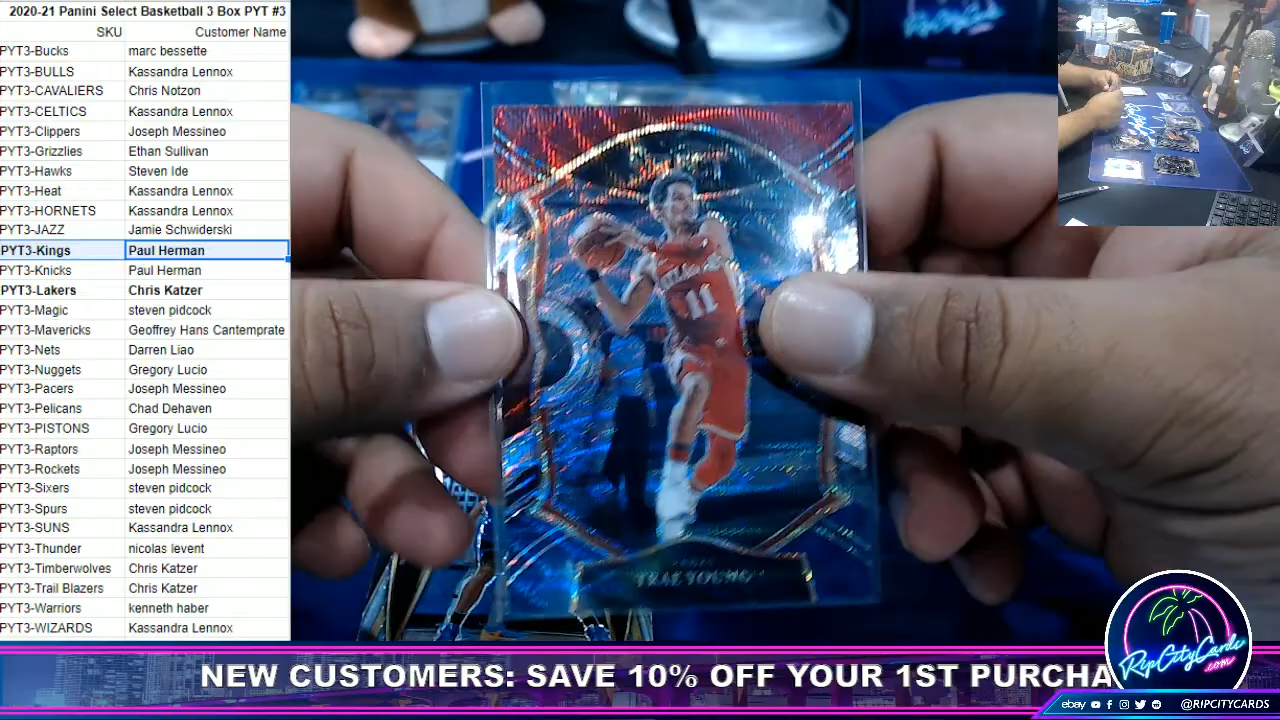 2020-21 Panini Select Basketball 3 Box PYT #3
SKU Customer Name
PYT3-Bucks marc bessette
PYT3-BULLS Kassandra Lennox
PYT3-CAVALIERS Chris Notzon
PYT3-CELTICS Kassandra Lennox
PYT3-Clippers Joseph Messineo
PYT3-Grizzlies Ethan Sullivan
PYT3-Hawks Steven Ide
PYT3-Heat Kassandra Lennox
PYT3-HORNETS Kassandra Lennox
PYT3-JAZZ Jamie Schwiderski
PYT3-Kings Paul Herman
PYT3-Knicks Paul Herman
PYT3-Lakers Chris Katzer
PYT3-Magic steven pidcock
PYT3-Mavericks Geoffrey Hans Cantemprate
PYT3-Nets Darren Liao
PYT3-Nuggets Gregory Lucio
PYT3-Pacers Joseph Messineo
PYT3-Pelicans Chad Dehaven
PYT3-PISTONS Gregory Lucio
PYT3-Raptors Joseph Messineo
PYT3-Rockets Joseph Messineo
PYT3-Sixers steven pidcock
PYT3-Spurs steven pidcock
PYT3-SUNS Kassandra Lennox
PYT3-Thunder nicolas levent
PYT3-Timberwolves Chris Katzer
PYT3-Trail Blazers Chris Katzer
PYT3-Warriors kenneth haber
PYT3-WIZARDS Kassandra Lennox
11
TRAE YOUNG
NEW CUSTOMERS: SAVE 10% OFF YOUR 1ST PURCHA
RipCityCards
.com
ebay @RIPCITYCARDS